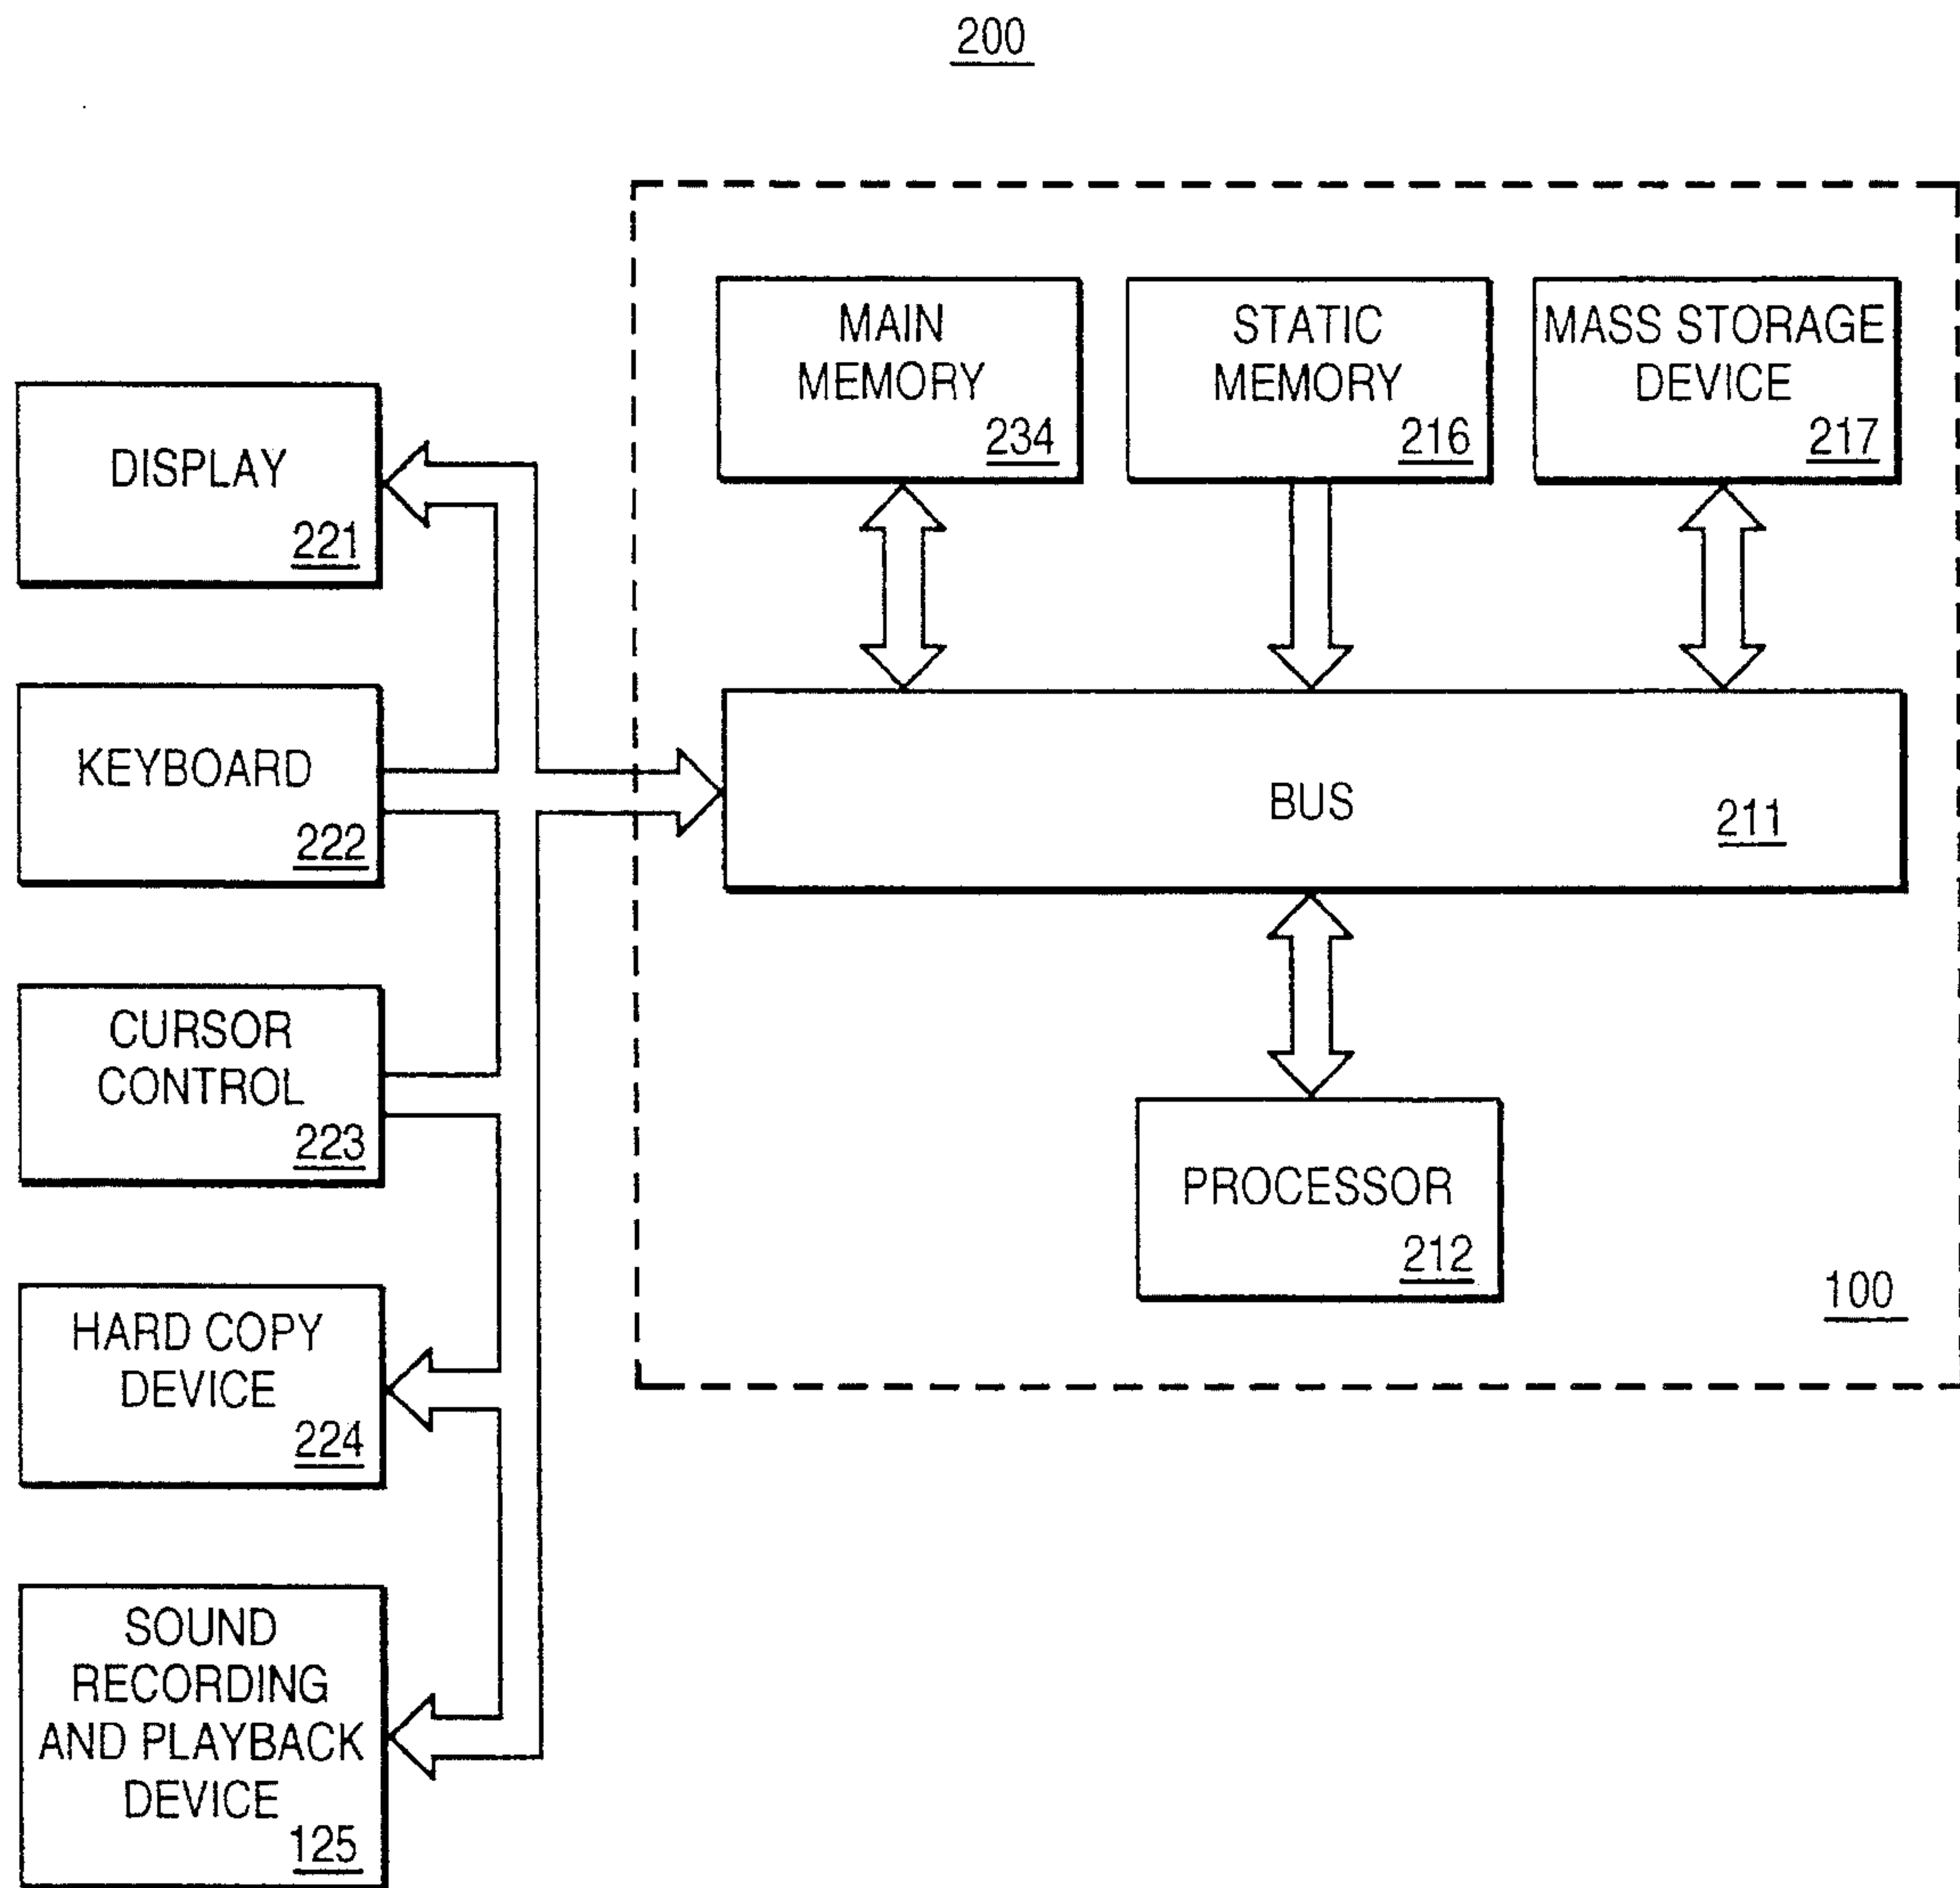 200
MAIN
MEMORY
234
STATIC
MEMORY
216
MASS STORAGE
DEVICE
217
DISPLAY
221
KEYBOARD
222
BUS
211
CURSOR
CONTROL
223
PROCESSOR
212
100
HARD COPY
DEVICE
224
SOUND
RECORDING
AND PLAYBACK
DEVICE
125